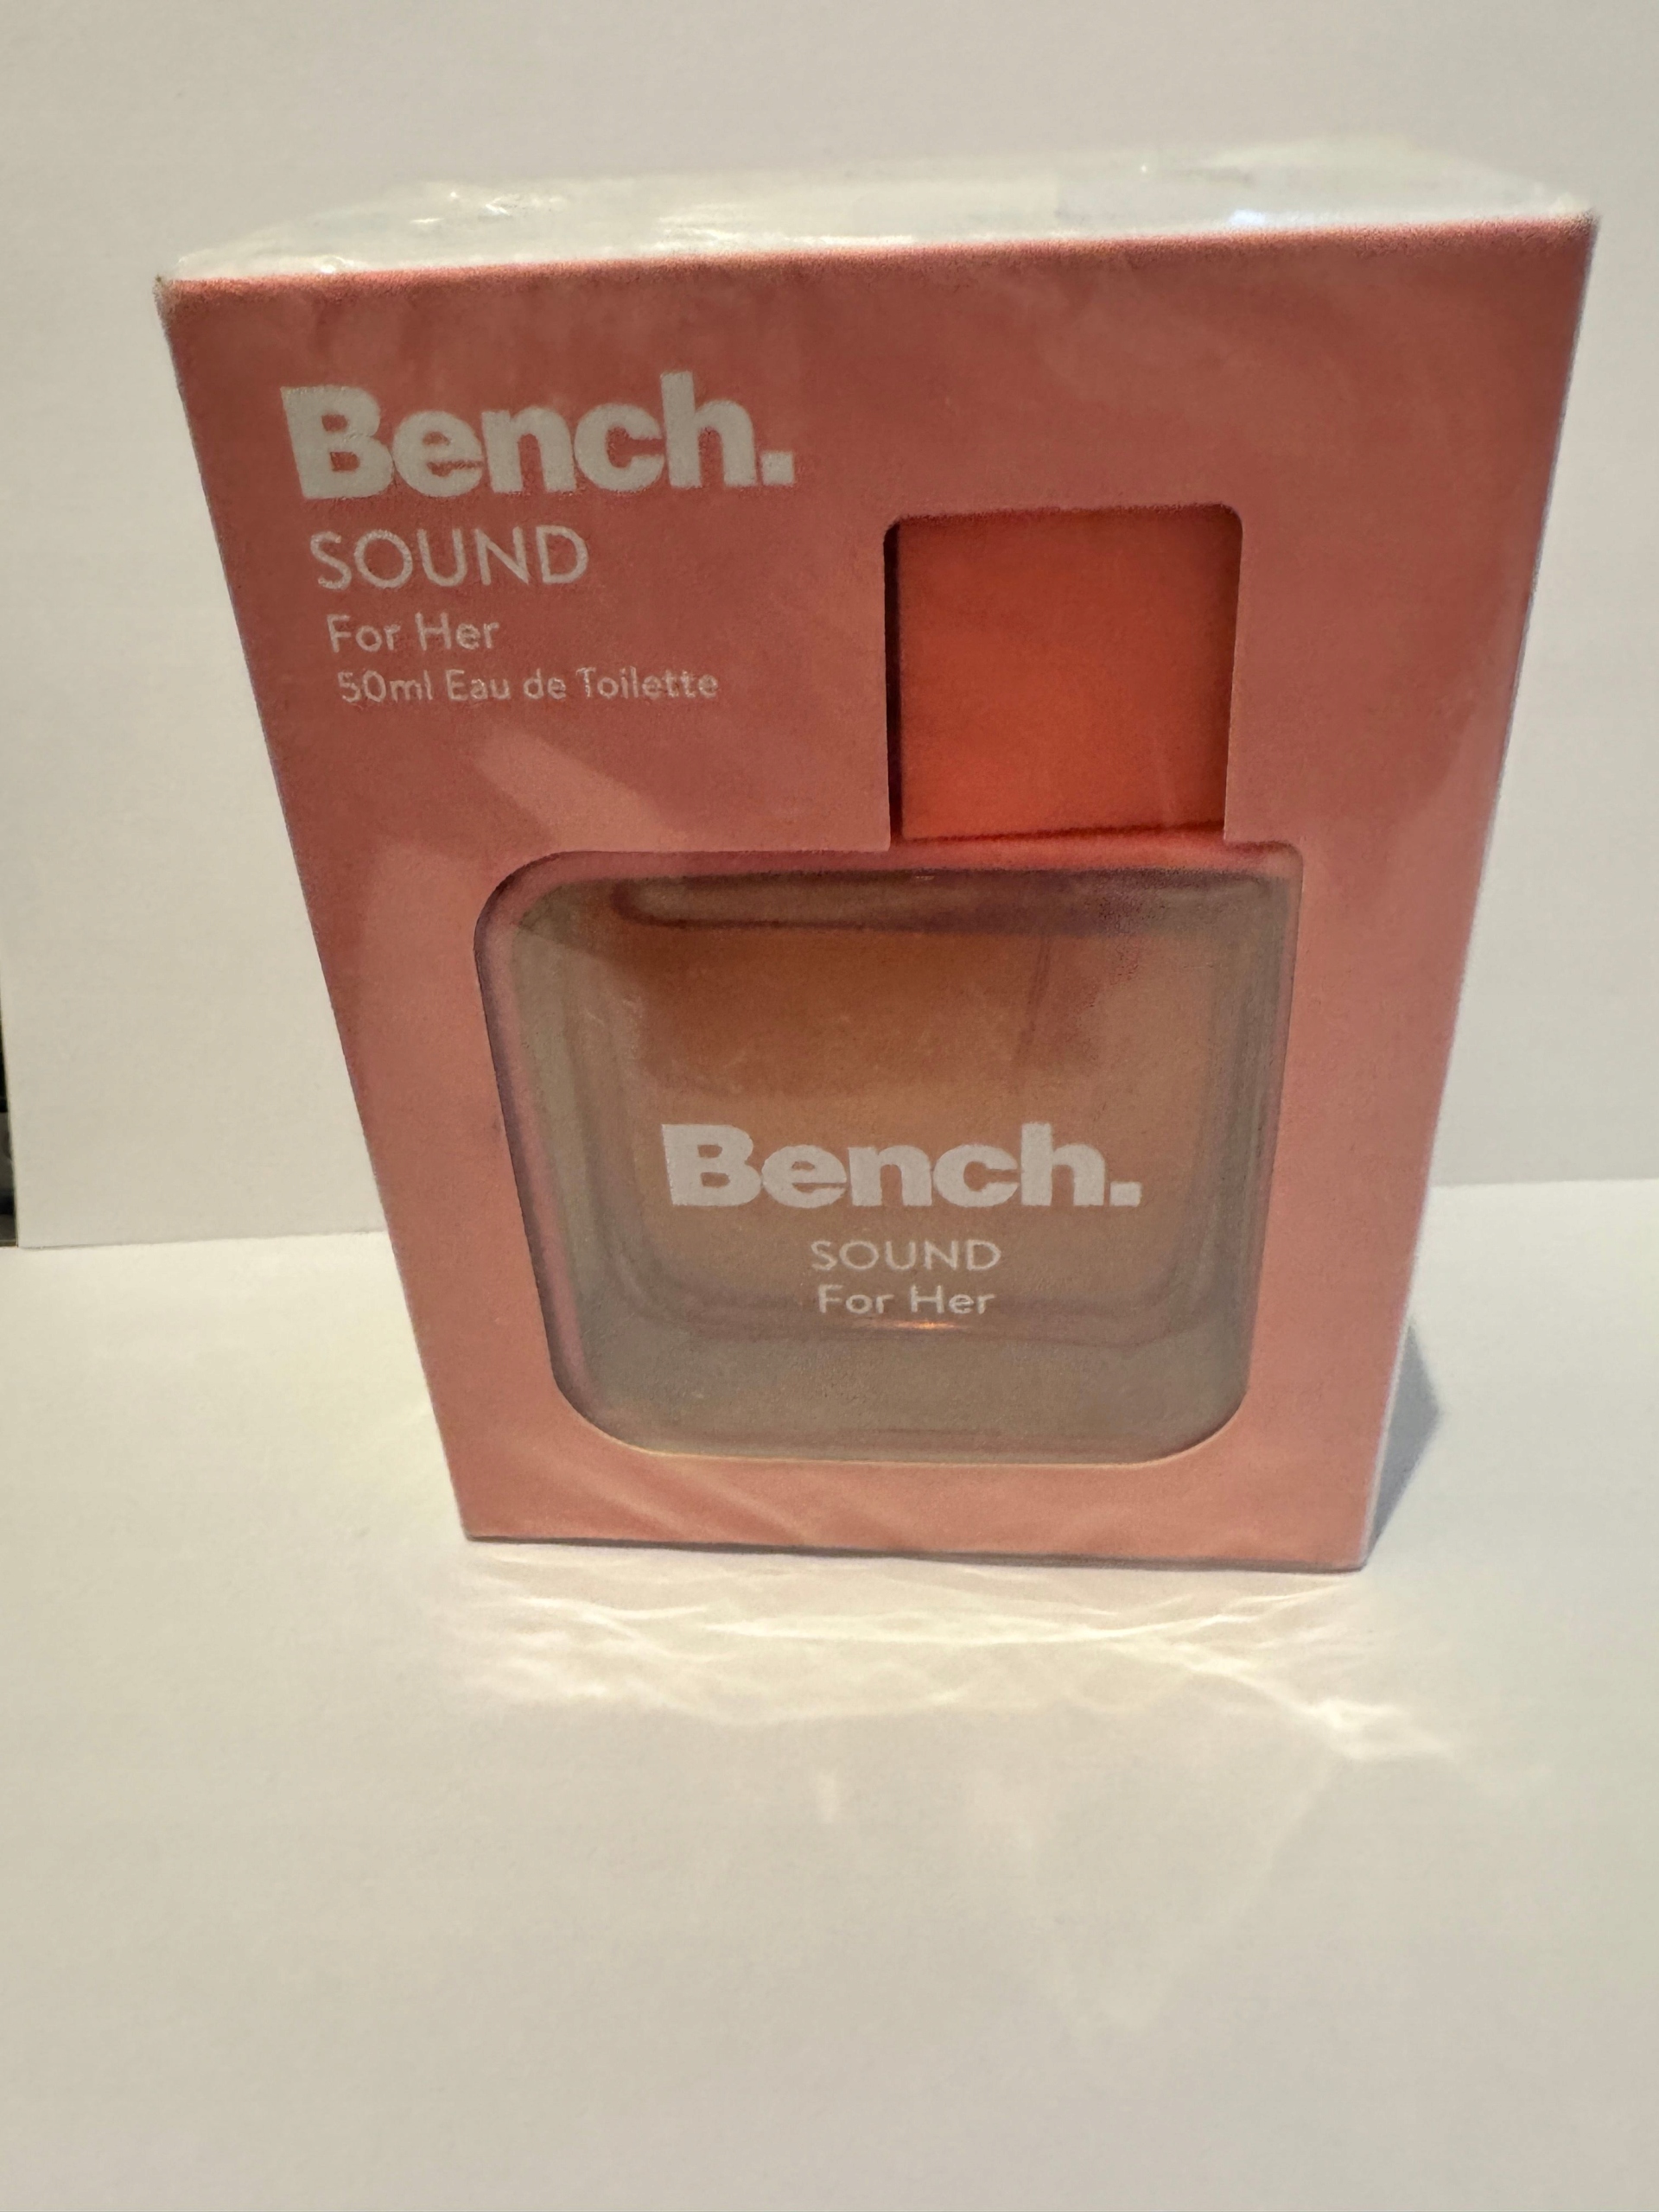 Bench.
SOUND
For Her
50ml Eau de Toilette
Bench.
SOUND
For Her